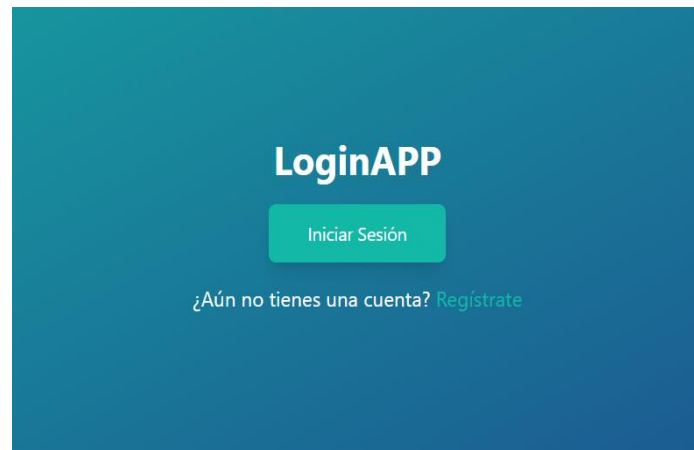 LoginAPP
Iniciar Sesión
¿Aún no tienes una cuenta? Regístrate